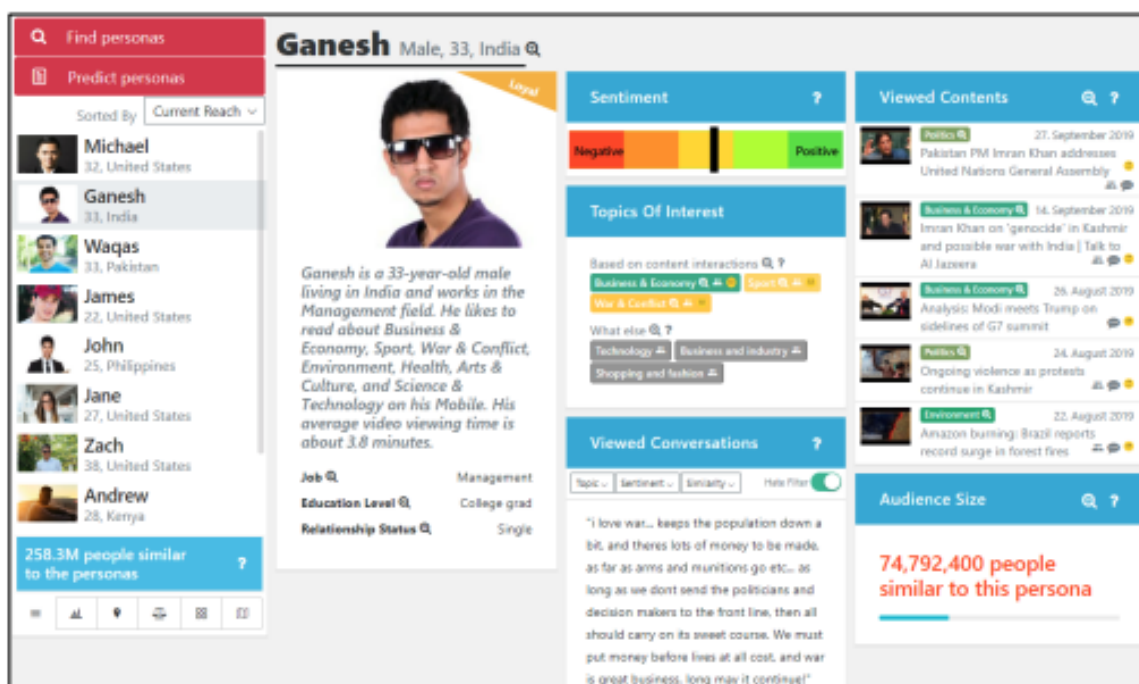 Find personas
Predict personas
Sorted By Current Reach
Michael
32, United States
Ganesh
33, India
Waqas
33, Pakistan
James
22, United States
John
25, Philippines
Jane
27, United States
Zach
38, United States
Andrew
28, Kenya
258.3M people similar
to the personas
?
Ganesh Male, 33, India
Loyal
Ganesh is a 33-year-old male
living in India and works in the
Management field. He likes to
read about Business &
Economy, Sport, War & Conflict,
Environment, Health, Arts &
Culture, and Science &
Technology on his Mobile. His
average video viewing time is
about 3.8 minutes.
Job Management
Education Level College grad
Relationship Status Single
Sentiment ?
Negative Positive
Topics Of Interest
Based on content interactions ?
Business & Economy Sport
War & Conflict
What else ?
Technology Business and industry
Shopping and fashion
Viewed Conversations ?
Topic Sentiment Similarity Hate Filter
"i love war... keeps the population down a
bit, and theres lots of money to be made,
as far as arms and munitions go etc... as
long as we dont send the politicians and
decision makers to the front line, then all
should carry on its sweet course. We must
put money before lives at all cost, and war
is great business, long may it continue!"
Viewed Contents ?
Politics 27. September 2019
Pakistan PM Imran Khan addresses
United Nations General Assembly
Business & Economy 14. September 2019
Imran Khan on 'genocide' in Kashmir
and possible war with India | Talk to
Al Jazeera
Business & Economy 26. August 2019
Analysis: Modi meets Trump on
sidelines of G7 summit
Politics 24. August 2019
Ongoing violence as protests
continue in Kashmir
Environment 22. August 2019
Amazon burning: Brazil reports
record surge in forest fires
Audience Size ?
74,792,400 people
similar to this persona